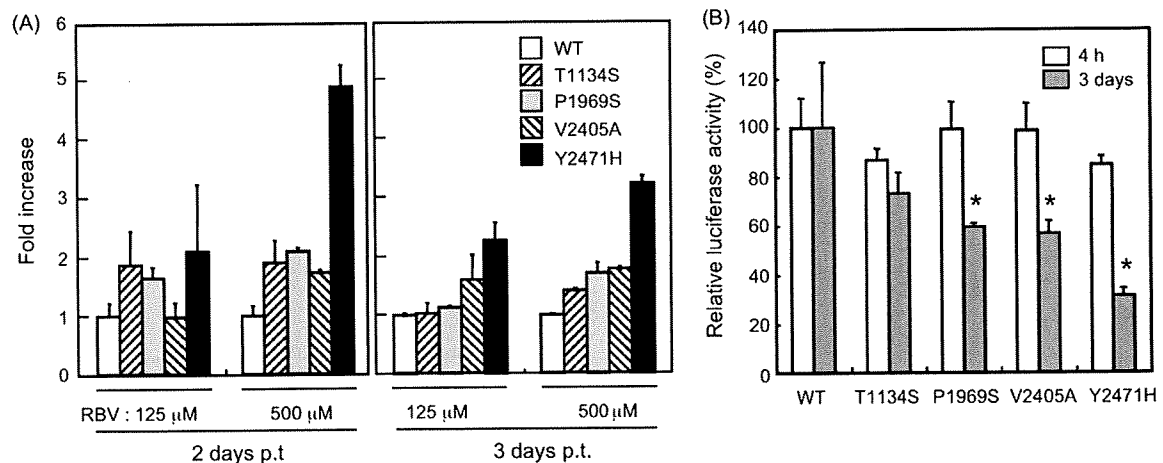 (A)
Fold increase
6
5
4
3
2
1
0
WT
T1134S
P1969S
V2405A
Y2471H
RBV : 125 μM
500 μM
125 μM
500 μM
2 days p.t
3 days p.t.
(B)
Relative luciferase activity (%)
140
120
100
80
60
40
20
0
4 h
3 days
*
*
*
WT
T1134S
P1969S
V2405A
Y2471H